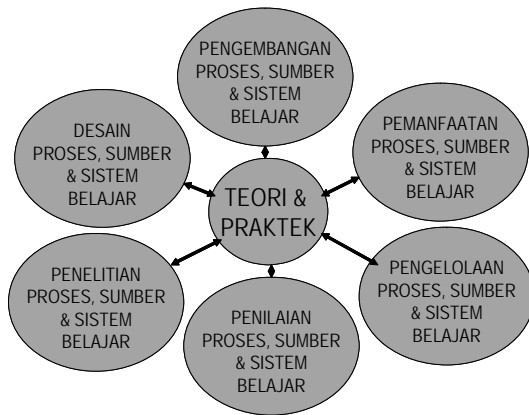 PENGEMBANGAN
PROSES, SUMBER
& SISTEM
BELAJAR
DESAIN
PROSES, SUMBER
& SISTEM
BELAJAR
PEMANFAATAN
PROSES, SUMBER
& SISTEM
BELAJAR
TEORI &
PRAKTEK
PENELITIAN
PROSES, SUMBER
& SISTEM
BELAJAR
PENGELOLAAN
PROSES, SUMBER
& SISTEM
BELAJAR
PENILAIAN
PROSES, SUMBER
& SISTEM
BELAJAR